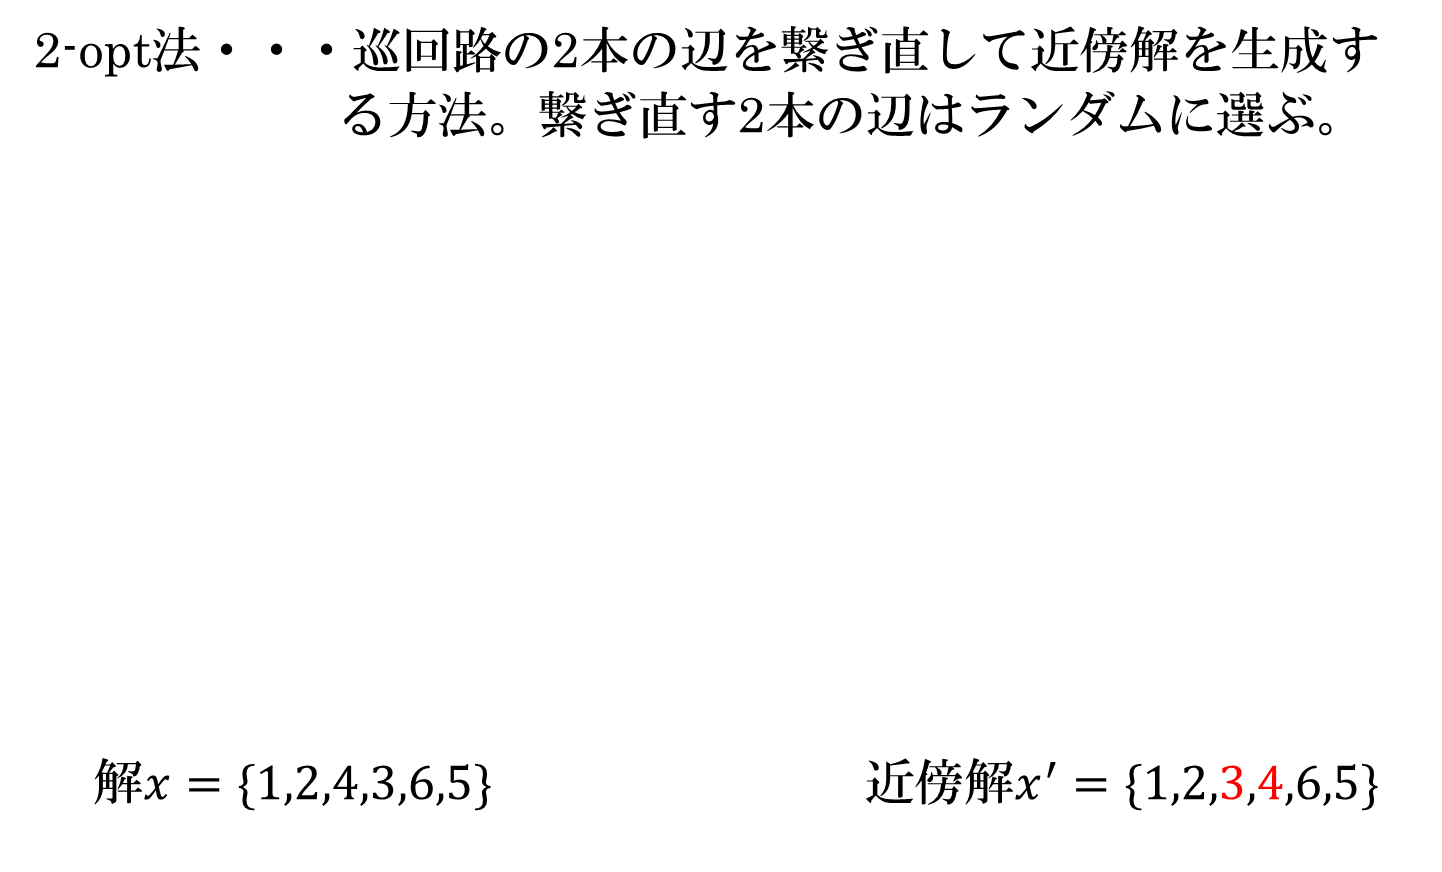 2-opt法・・・巡回路の2本の辺を繋ぎ直して近傍解を生成す
る方法。繋ぎ直す2本の辺はランダムに選ぶ。
解x = {1,2,4,3,6,5}
近傍解x′ = {1,2,3,4,6,5}